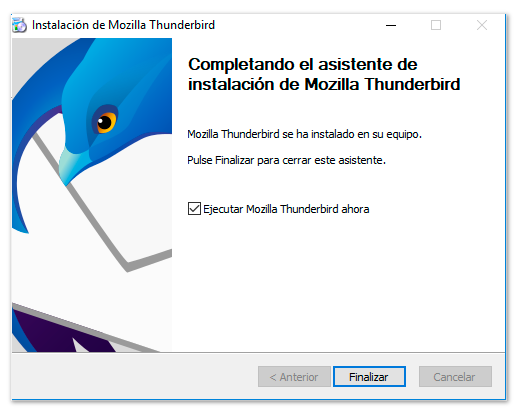 Instalación de Mozilla Thunderbird
Completando el asistente de
instalación de Mozilla Thunderbird
Mozilla Thunderbird se ha instalado en su equipo.
Pulse Finalizar para cerrar este asistente.
Ejecutar Mozilla Thunderbird ahora
< Anterior
Finalizar
Cancelar